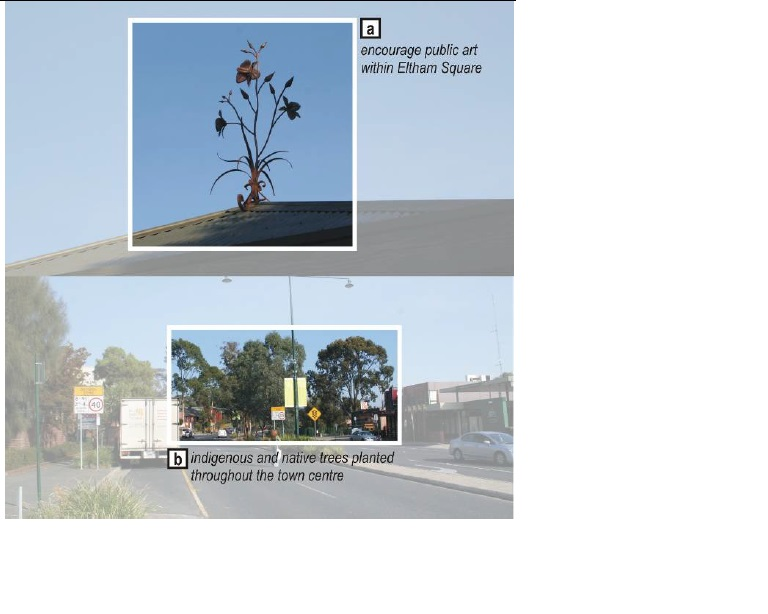 a
encourage public art
within Eltham Square
40
b indigenous and native trees planted
throughout the town centre